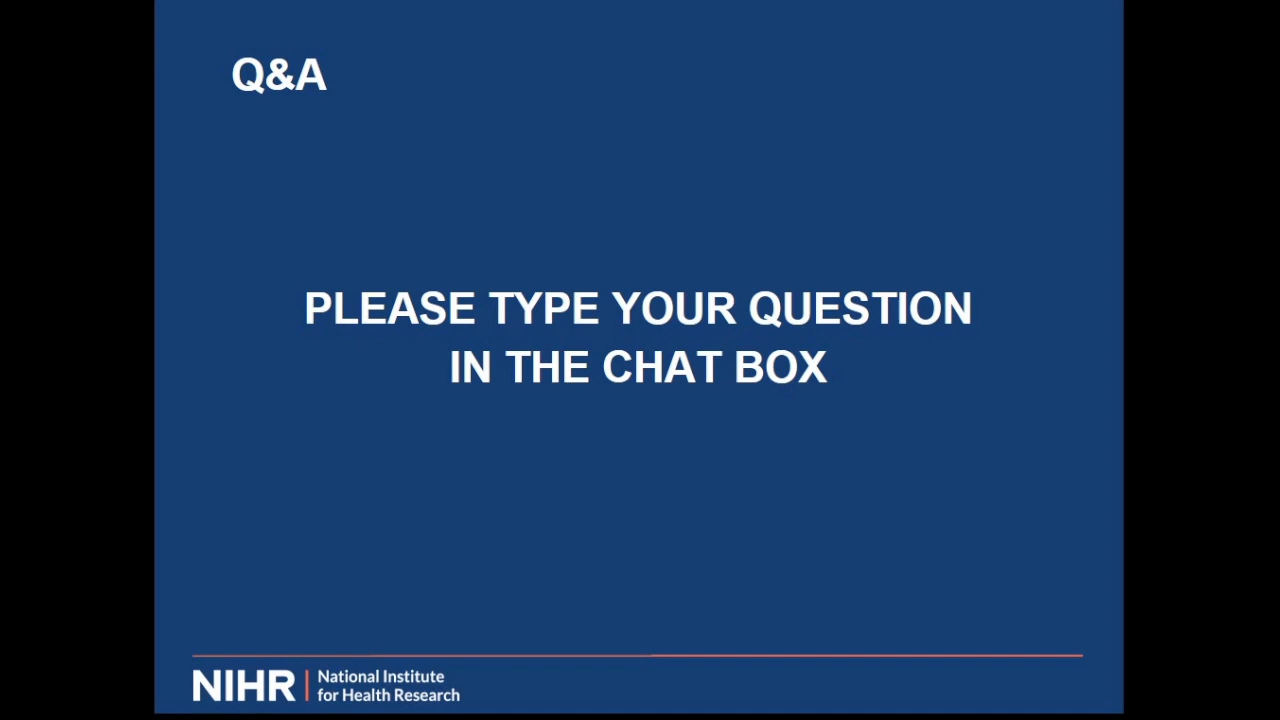 Q&A
PLEASE TYPE YOUR QUESTION
IN THE CHAT BOX
NIHR | National Institute
for Health Research